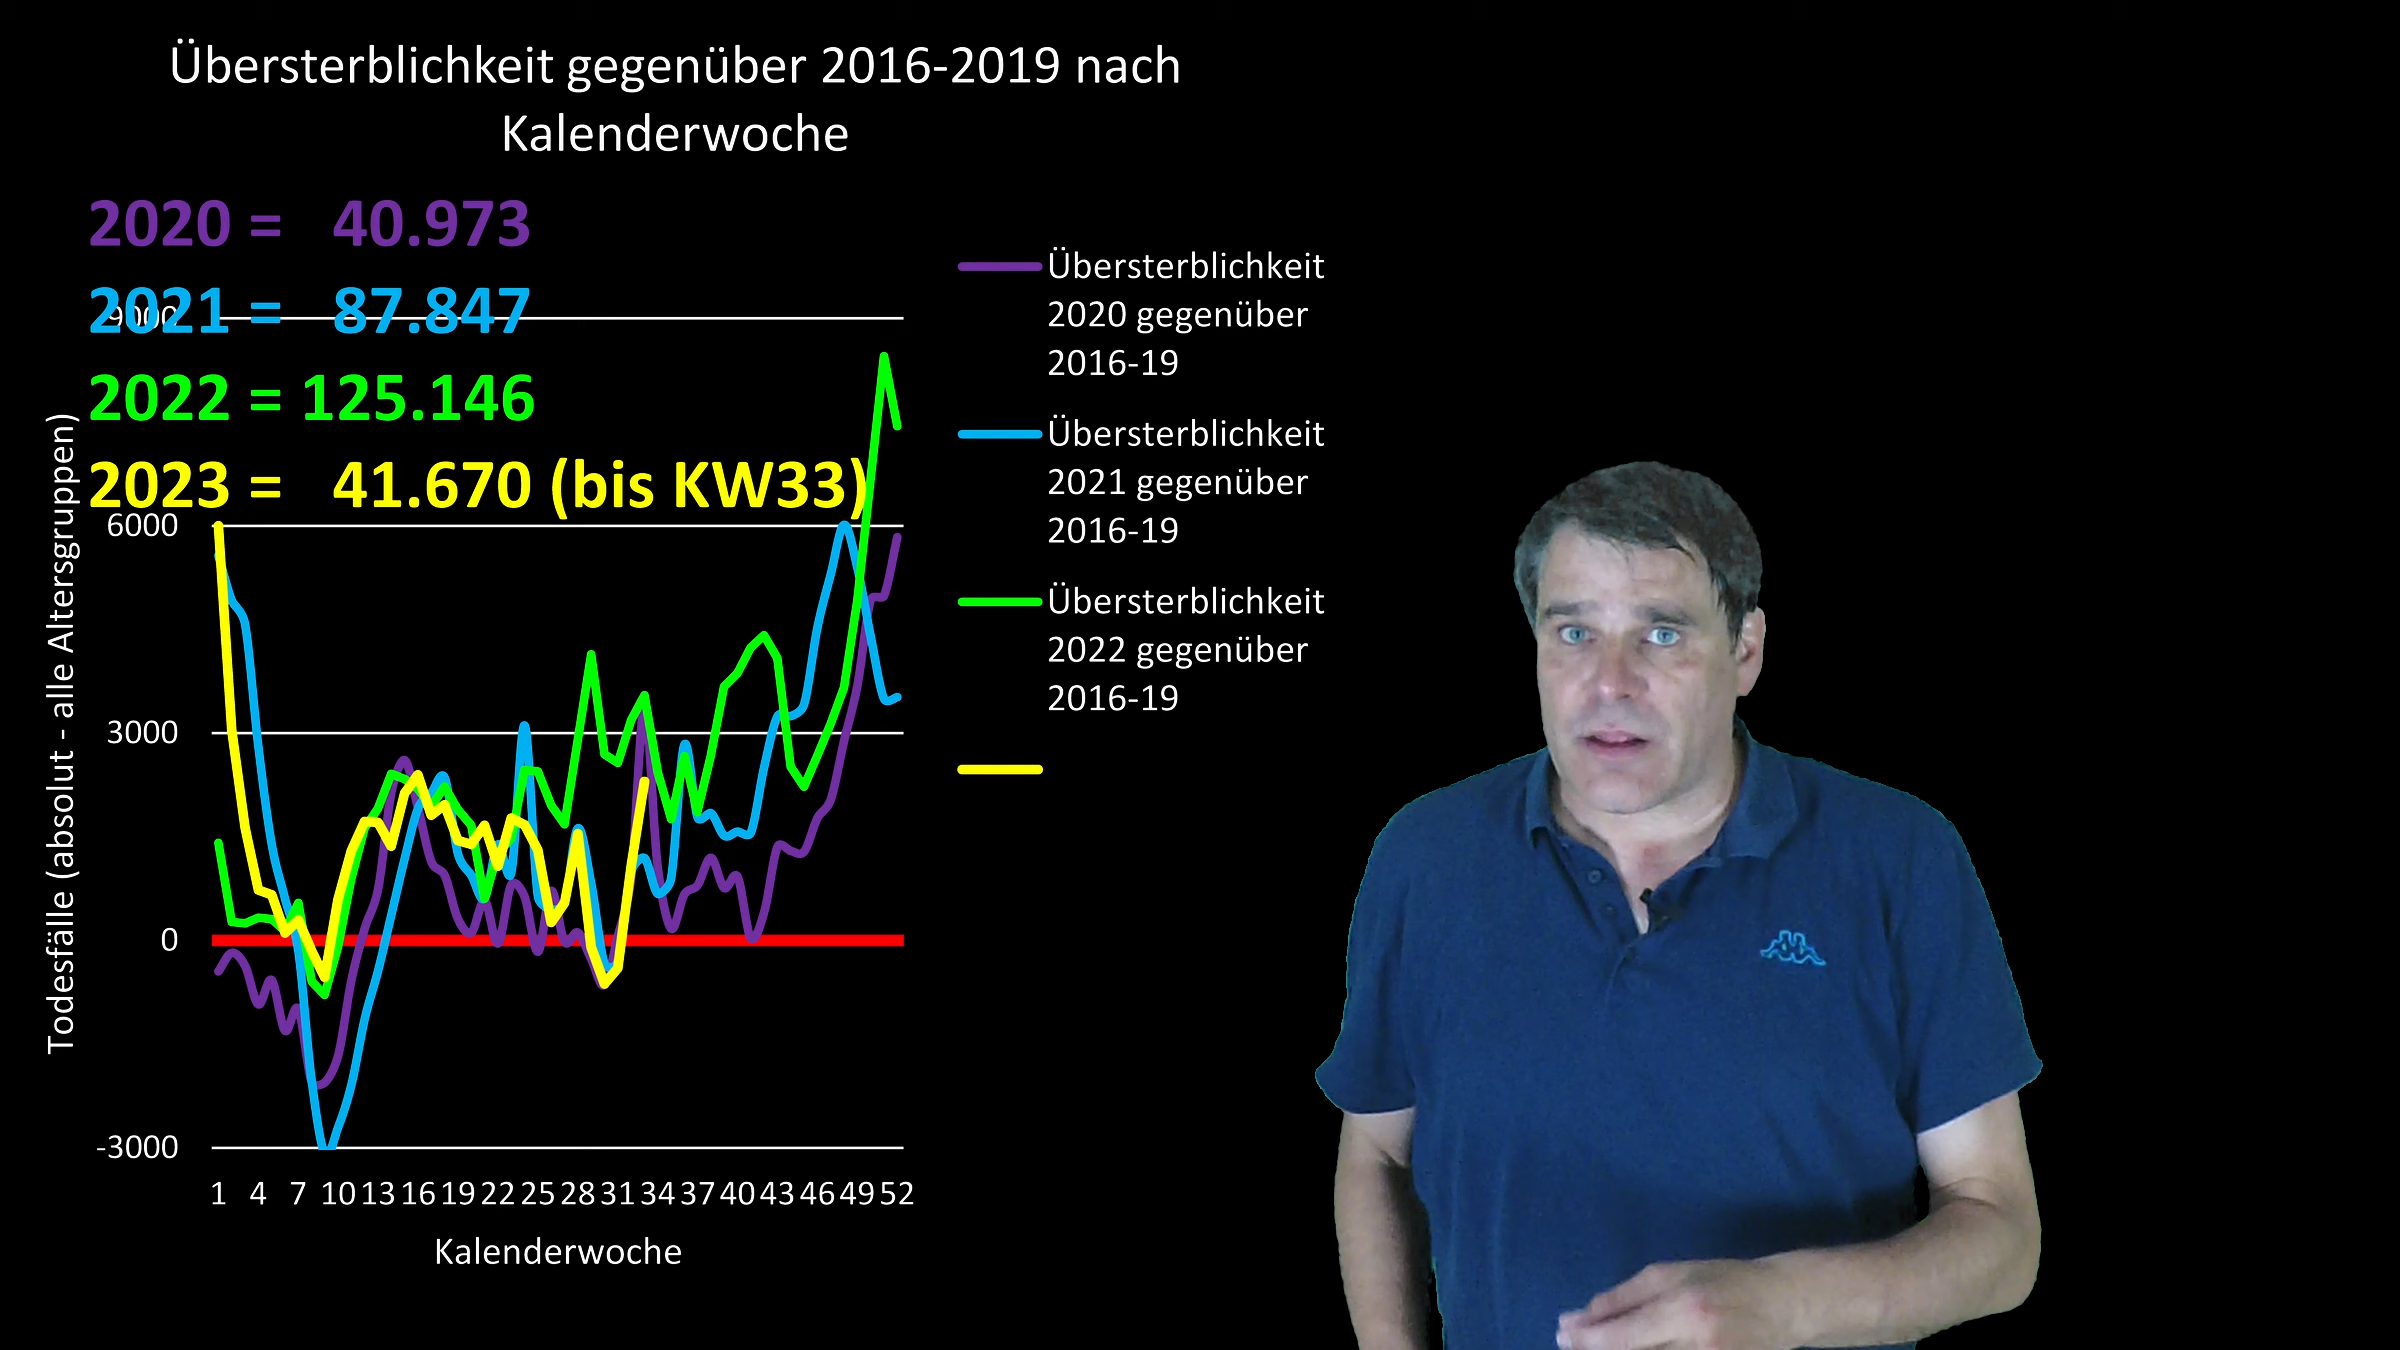 Übersterblichkeit gegenüber 2016-2019 nach
Kalenderwoche
2020 = 40.973
2021 = 87.847
2022 = 125.146
2023 = 41.670 (bis KW33)
Todesfälle (absolut - alle Altersgruppen)
9000
6000
3000
0
-3000
1 4 7 10 13 16 19 22 25 28 31 34 37 40 43 46 49 52
Kalenderwoche
Übersterblichkeit
2020 gegenüber
2016-19
Übersterblichkeit
2021 gegenüber
2016-19
Übersterblichkeit
2022 gegenüber
2016-19